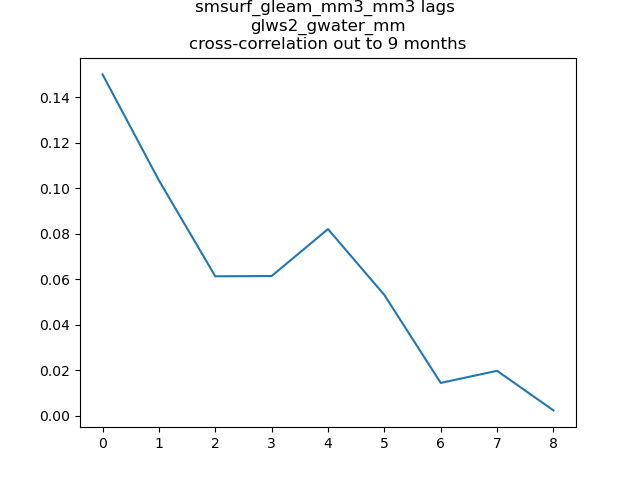 smsurf_gleam_mm3_mm3 lags
glws2_gwater_mm
cross-correlation out to 9 months
0.14
0.12
0.10
0.08
0.06
0.04
0.02
0.00
0 1 2 3 4 5 6 7 8